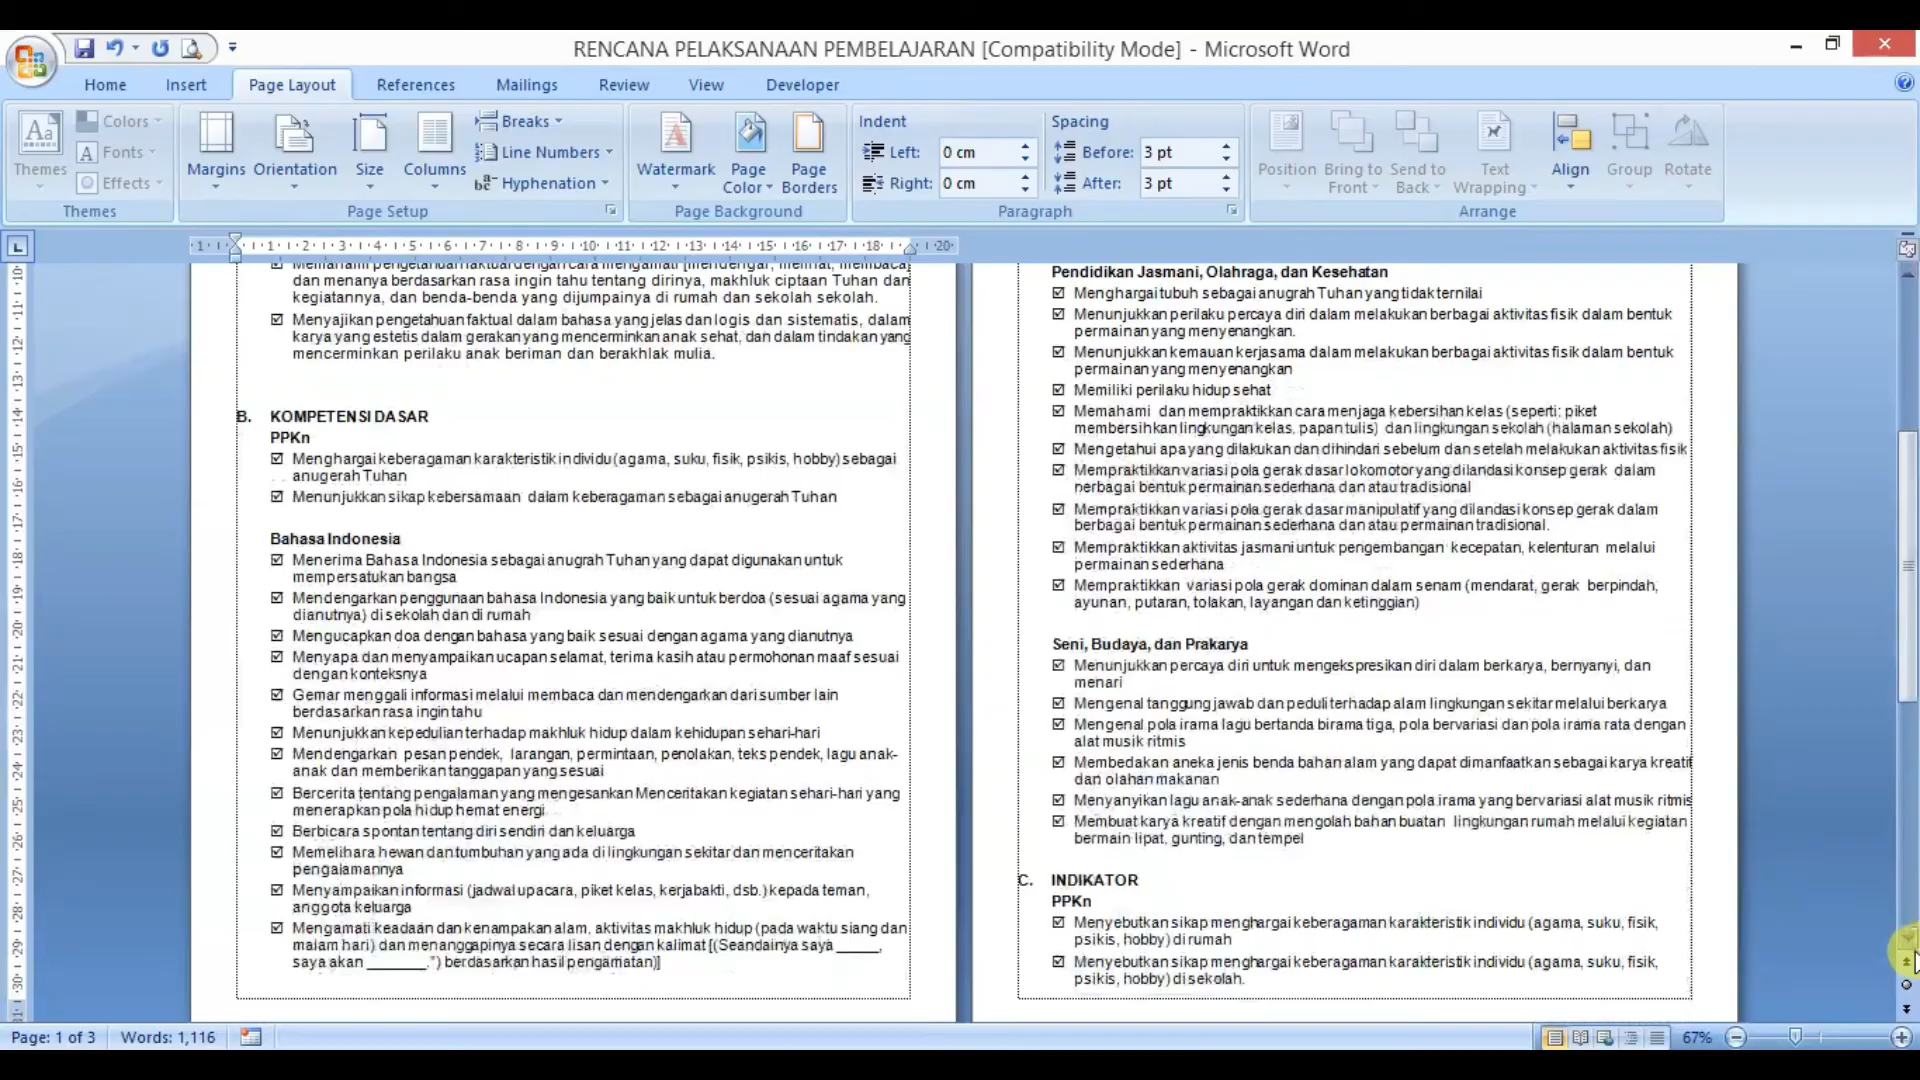 RENCANA PELAKSANAAN PEMBELAJARAN [Compatibility Mode] - Microsoft Word
Home Insert Page Layout References Mailings Review View Developer
Themes
Colors
Fonts
Effects
Themes
Margins
Orientation
Size
Columns
Breaks
Line Numbers
Hyphenation
Page Setup
Watermark
Page Color
Page Borders
Page Background
Indent
Left: 0 cm
Right: 0 cm
Spacing
Before: 3 pt
After: 3 pt
Paragraph
Position
Bring to Front
Send to Back
Text Wrapping
Align
Group
Rotate
Arrange
Memahami pengetahuan faktual dengan cara mengamati [mendengar, melihat, membaca]
dan menanya berdasarkan rasa ingin tahu tentang dirinya, makhluk ciptaan Tuhan dan
kegiatannya, dan benda-benda yang dijumpainya di rumah dan sekolah sekolah.
Menyajikan pengetahuan faktual dalam bahasa yang jelas dan logis dan sistematis, dalam
karya yang estetis dalam gerakan yang mencerminkan anak sehat, dan dalam tindakan yang
mencerminkan perilaku anak beriman dan berakhlak mulia.
B. KOMPETENSI DASAR
PPKn
Menghargai keberagaman karakteristik individu (agama, suku, fisik, psikis, hobby) sebagai
anugerah Tuhan
Menunjukkan sikap kebersamaan dalam keberagaman sebagai anugerah Tuhan
Bahasa Indonesia
Menerima Bahasa Indonesia sebagai anugrah Tuhan yang dapat digunakan untuk
mempersatukan bangsa
Mendengarkan penggunaan bahasa Indonesia yang baik untuk berdoa (sesuai agama yang
dianutnya) di sekolah dan di rumah
Mengucapkan doa dengan bahasa yang baik sesuai dengan agama yang dianutnya
Menyapa dan menyampaikan ucapan selamat, terima kasih atau permohonan maaf sesuai
dengan konteksnya
Gemar menggali informasi melalui membaca dan mendengarkan dari sumber lain
berdasarkan rasa ingin tahu
Menunjukkan kepedulian terhadap makhluk hidup dalam kehidupan sehari-hari
Mendengarkan pesan pendek, larangan, permintaan, penolakan, teks pendek, lagu anak-
anak dan memberikan tanggapan yang sesuai
Bercerita tentang pengalaman yang mengesankan Menceritakan kegiatan sehari-hari yang
menerapkan pola hidup hemat energi
Berbicara spontan tentang diri sendiri dan keluarga
Memelihara hewan dan tumbuhan yang ada di lingkungan sekitar dan menceritakan
pengalamannya
Menyampaikan informasi (jadwal upacara, piket kelas, kerjabakti, dsb.) kepada teman,
anggota keluarga
Mengamati keadaan dan kenampakan alam, aktivitas makhluk hidup (pada waktu siang dan
malam hari) dan menanggapinya secara lisan dengan kalimat [(Seandainya saya _____,
saya akan _______.") berdasarkan hasil pengamatan)]
Pendidikan Jasmani, Olahraga, dan Kesehatan
Menghargai tubuh sebagai anugrah Tuhan yang tidak ternilai
Menunjukkan perilaku percaya diri dalam melakukan berbagai aktivitas fisik dalam bentuk
permainan yang menyenangkan.
Menunjukkan kemauan kerjasama dalam melakukan berbagai aktivitas fisik dalam bentuk
permainan yang menyenangkan
Memiliki perilaku hidup sehat
Memahami dan mempraktikkan cara menjaga kebersihan kelas (seperti: piket
membersihkan lingkungan kelas, papan tulis) dan lingkungan sekolah (halaman sekolah)
Mengetahui apa yang dilakukan dan dihindari sebelum dan setelah melakukan aktivitas fisik
Mempraktikkan variasi pola gerak dasar lokomotor yang dilandasi konsep gerak dalam
nerbagai bentuk permainan sederhana dan atau tradisional
Mempraktikkan variasi pola gerak dasar manipulatif yang dilandasi konsep gerak dalam
berbagai bentuk permainan sederhana dan atau permainan tradisional.
Mempraktikkan aktivitas jasmani untuk pengembangan kecepatan, kelenturan melalui
permainan sederhana
Mempraktikkan variasi pola gerak dominan dalam senam (mendarat, gerak berpindah,
ayunan, putaran, tolakan, layangan dan ketinggian)
Seni, Budaya, dan Prakarya
Menunjukkan percaya diri untuk mengekspresikan diri dalam berkarya, bernyanyi, dan
menari
Mengenal tanggung jawab dan peduli terhadap alam lingkungan sekitar melalui berkarya
Mengenal pola irama lagu bertanda birama tiga, pola bervariasi dan pola irama rata dengan
alat musik ritmis
Membedakan aneka jenis benda bahan alam yang dapat dimanfaatkan sebagai karya kreatif
dan olahan makanan
Menyanyikan lagu anak-anak sederhana dengan pola irama yang bervariasi alat musik ritmis
Membuat karya kreatif dengan mengolah bahan buatan lingkungan rumah melalui kegiatan
bermain lipat, gunting, dan tempel
C. INDIKATOR
PPKn
Menyebutkan sikap menghargai keberagaman karakteristik individu (agama, suku, fisik,
psikis, hobby) di rumah
Menyebutkan sikap menghargai keberagaman karakteristik individu (agama, suku, fisik,
psikis, hobby) di sekolah.
Page: 1 of 3 Words: 1,116 67%